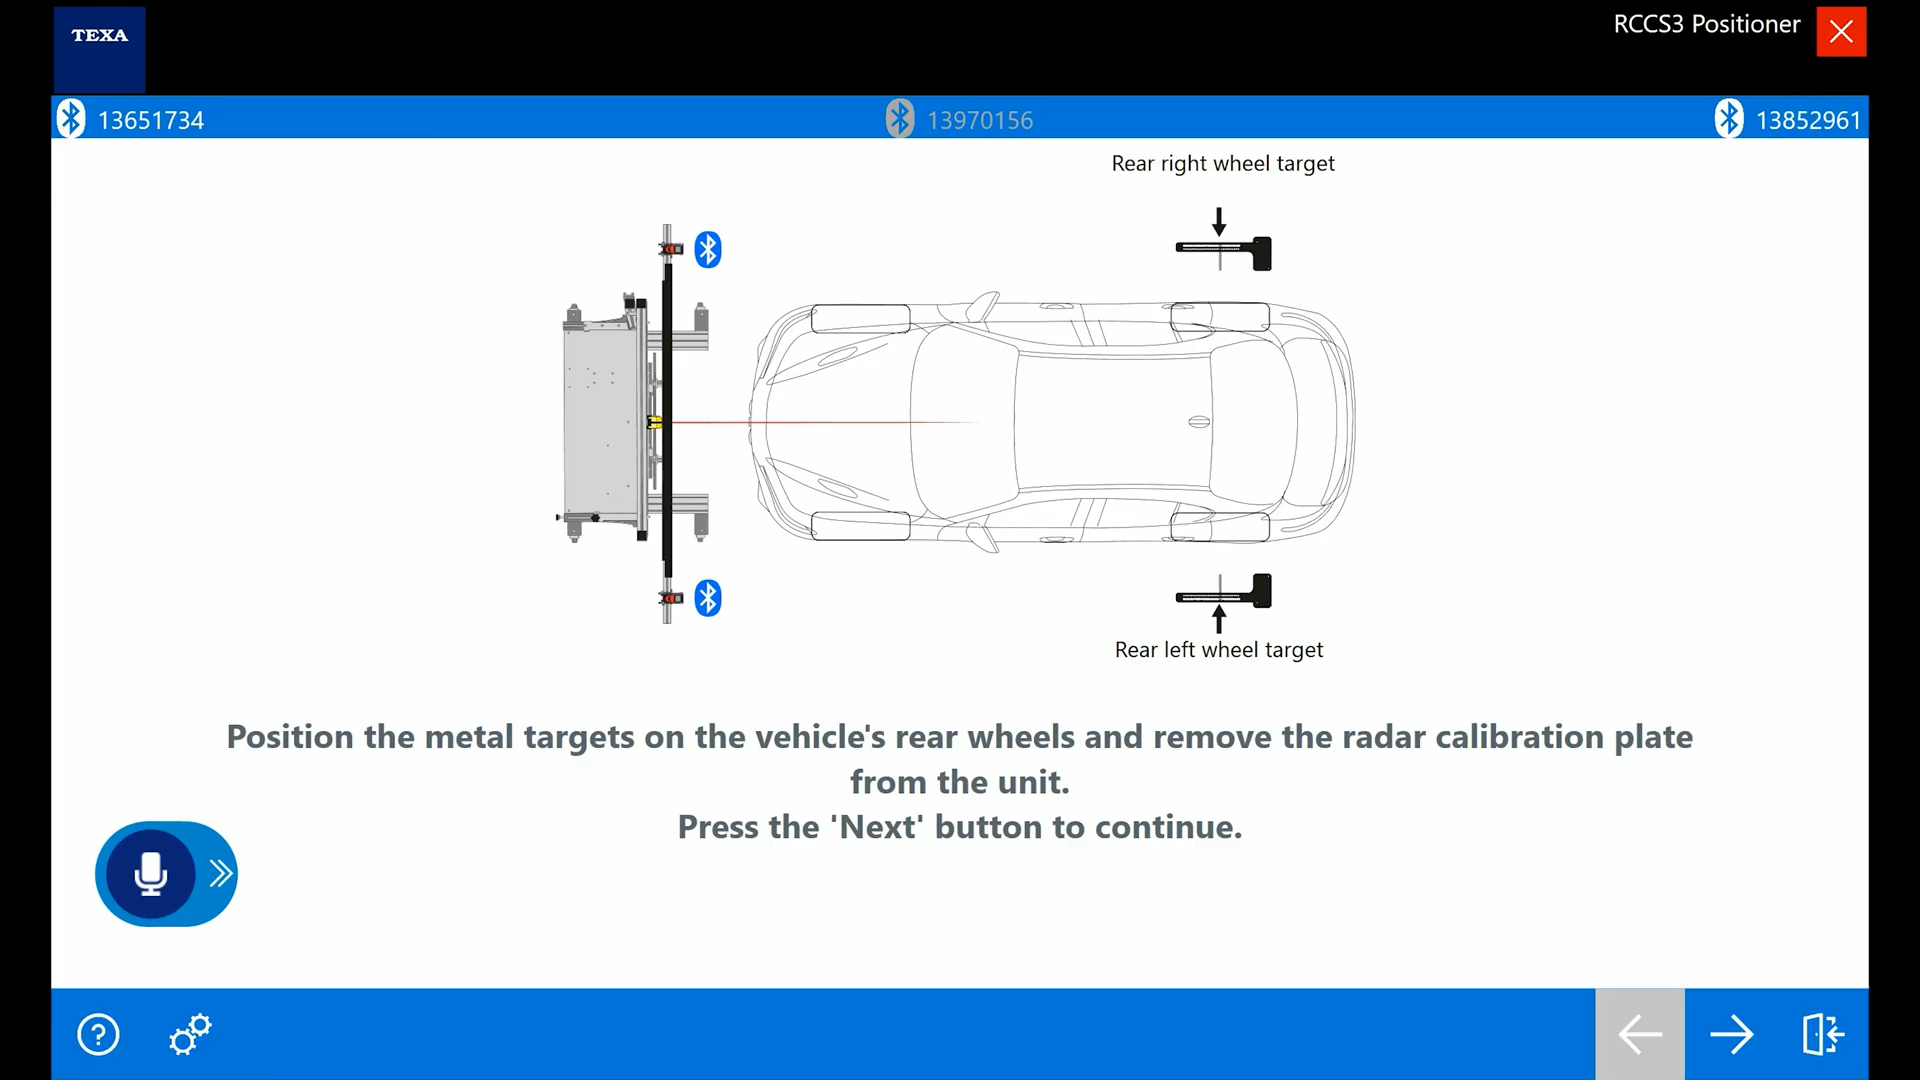 TEXA
RCCS3 Positioner
13651734
13970156
13852961
Rear right wheel target
Rear left wheel target
Position the metal targets on the vehicle's rear wheels and remove the radar calibration plate
from the unit.
Press the 'Next' button to continue.
?